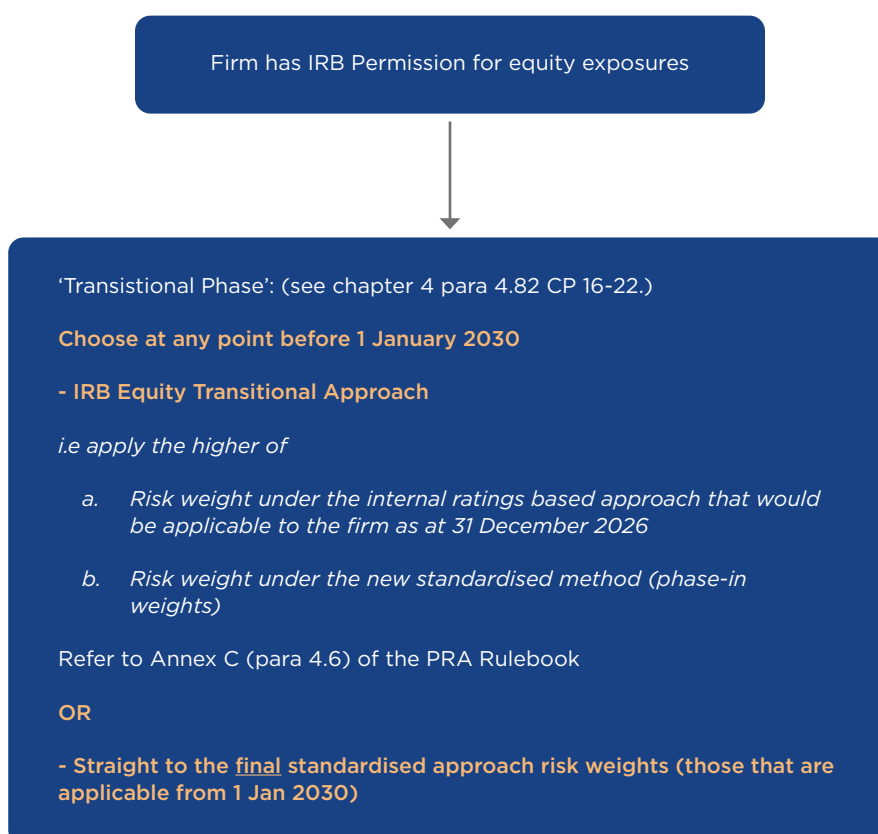 Firm has IRB Permission for equity exposures
‘Transistional Phase’: (see chapter 4 para 4.82 CP 16-22.)
Choose at any point before 1 January 2030
- IRB Equity Transitional Approach
i.e apply the higher of
a. Risk weight under the internal ratings based approach that would
be applicable to the firm as at 31 December 2026
b. Risk weight under the new standardised method (phase-in
weights)
Refer to Annex C (para 4.6) of the PRA Rulebook
OR
- Straight to the final standardised approach risk weights (those that are
applicable from 1 Jan 2030)